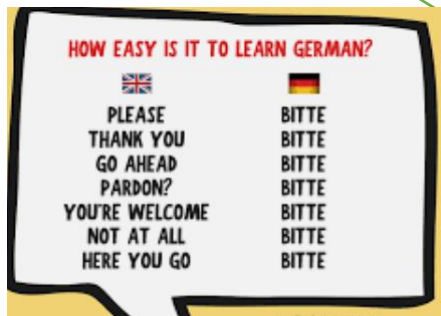 HOW EASY IS IT TO LEARN GERMAN?
PLEASE BITTE
THANK YOU BITTE
GO AHEAD BITTE
PARDON? BITTE
YOU'RE WELCOME BITTE
NOT AT ALL BITTE
HERE YOU GO BITTE